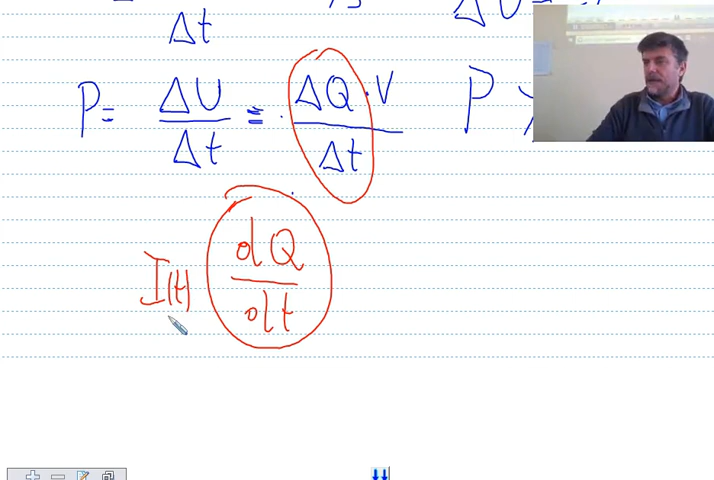 Δt
P = ΔU/Δt = ΔQ·V/Δt P
I(t) dQ/dt